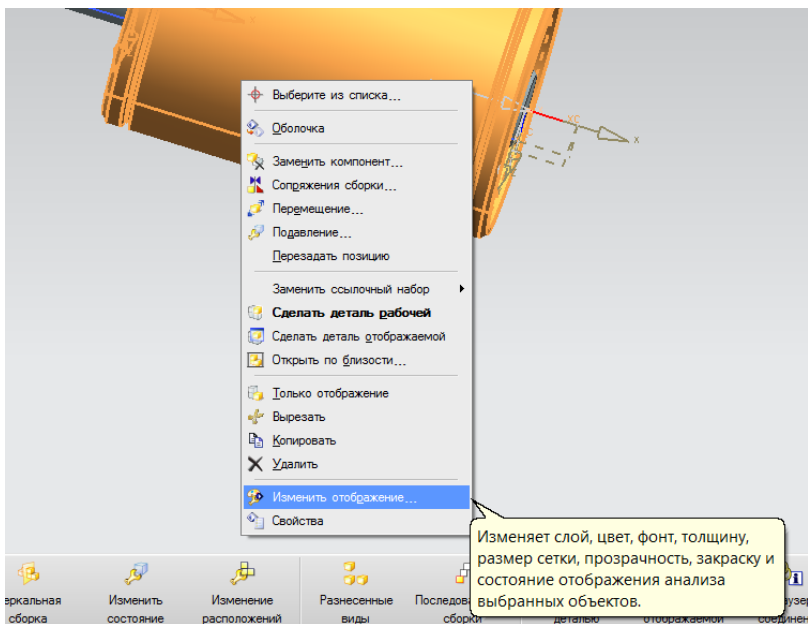 XC
X
Выберите из списка...
Оболочка
Заменить компонент...
Сопряжения сборки...
Перемещение...
Подавление...
Перезадать позицию
Заменить ссылочный набор
Сделать деталь рабочей
Сделать деталь отображаемой
Открыть по близости...
Только отображение
Вырезать
Копировать
Удалить
Изменить отображение...
Свойства
Изменяет слой, цвет, фонт, толщину,
размер сетки, прозрачность, закраску и
состояние отображения анализа
выбранных объектов.
еркальная Изменить Изменение Разнесенные
сборка состояние расположений виды сборки деталью отображаемой